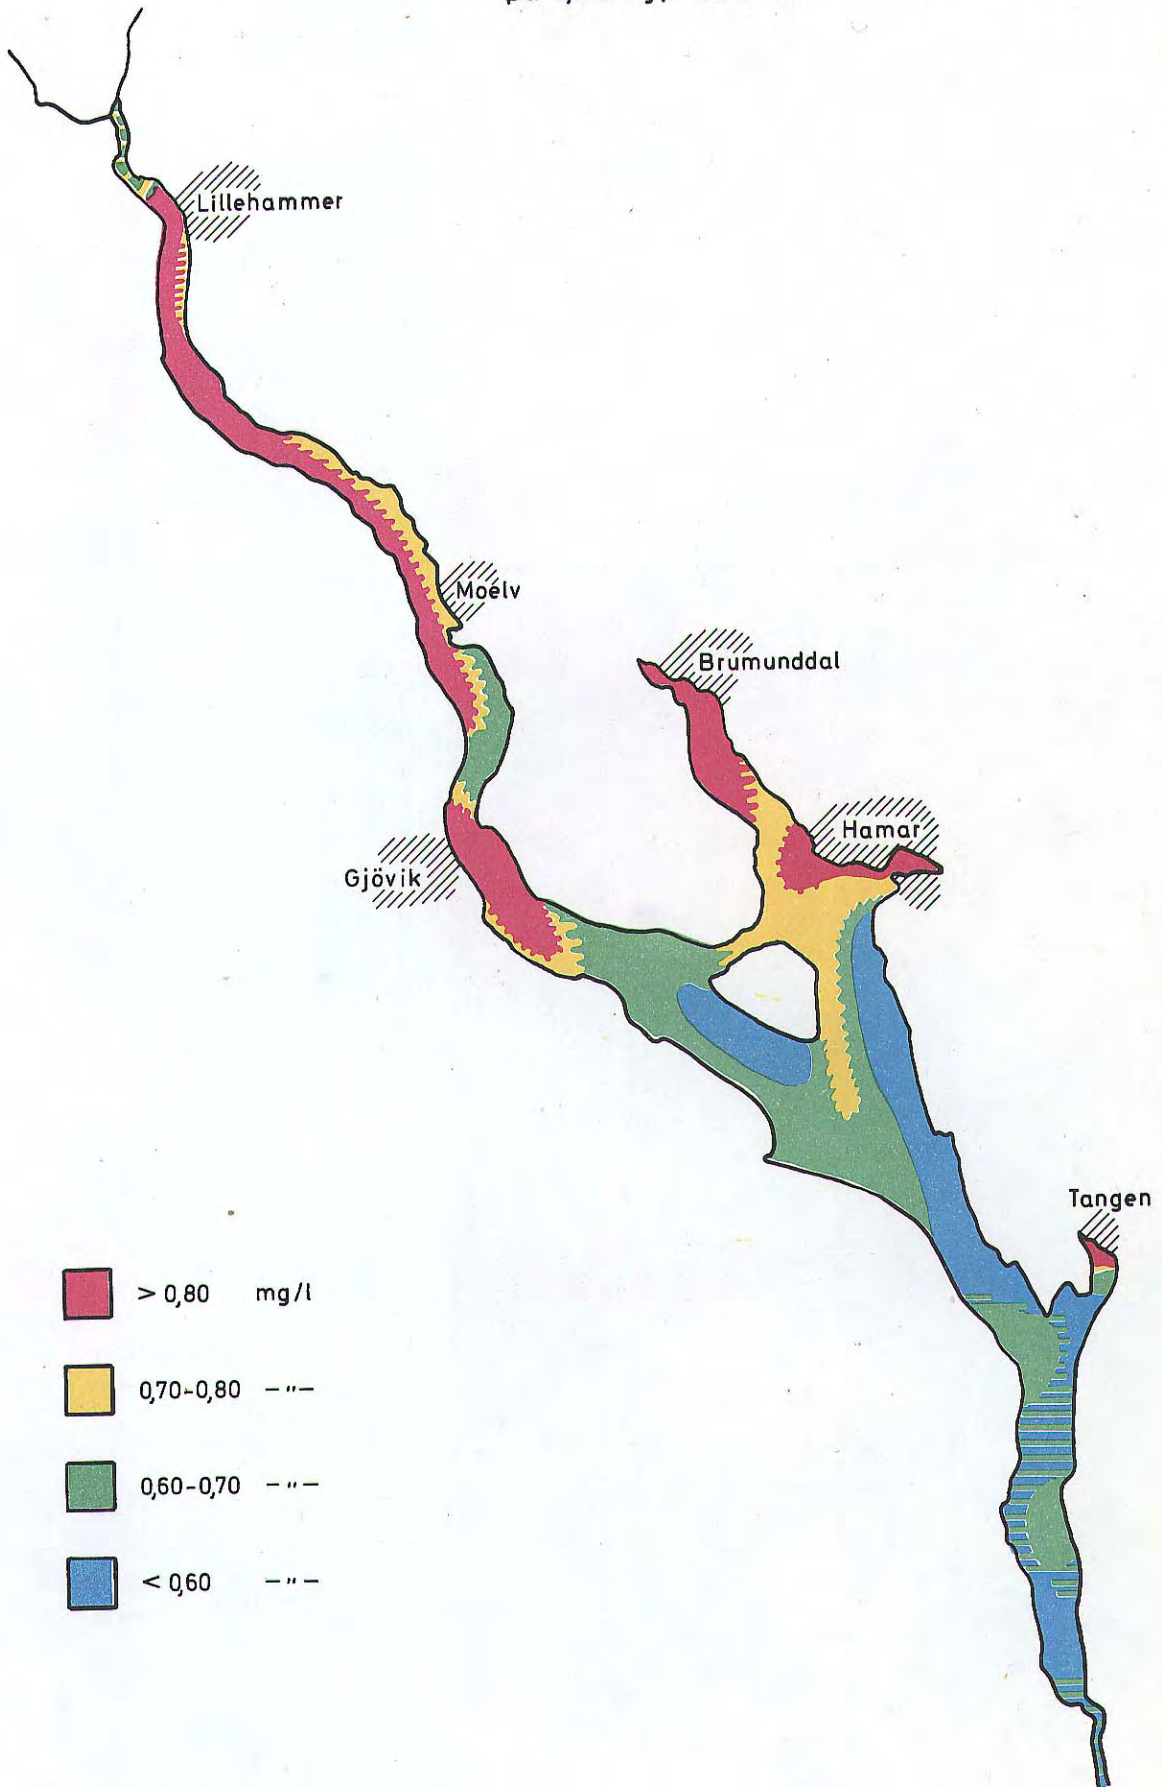 Lillehammer
Moelv
Brumunddal
Hamar
Gjövik
Tangen
> 0,80 mg/l
0,70-0,80 -"-
0,60-0,70 -"-
< 0,60 -"-